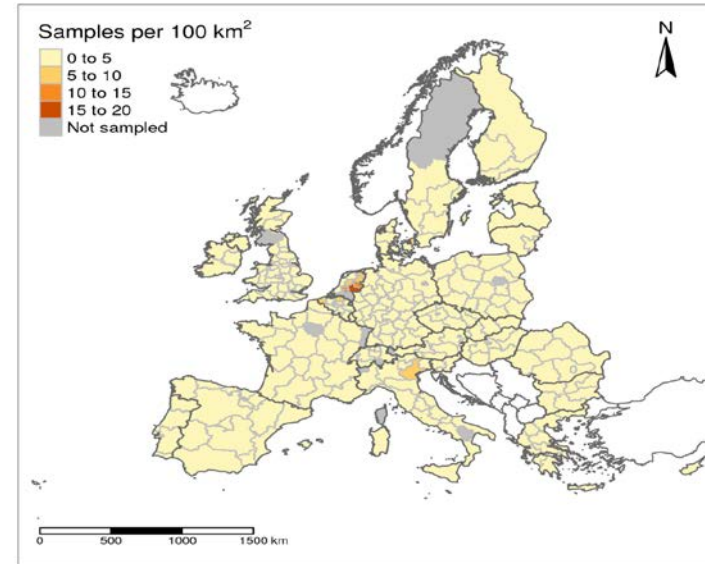 Samples per 100 km²
0 to 5
5 to 10
10 to 15
15 to 20
Not sampled
N
0 500 1000 1500 km